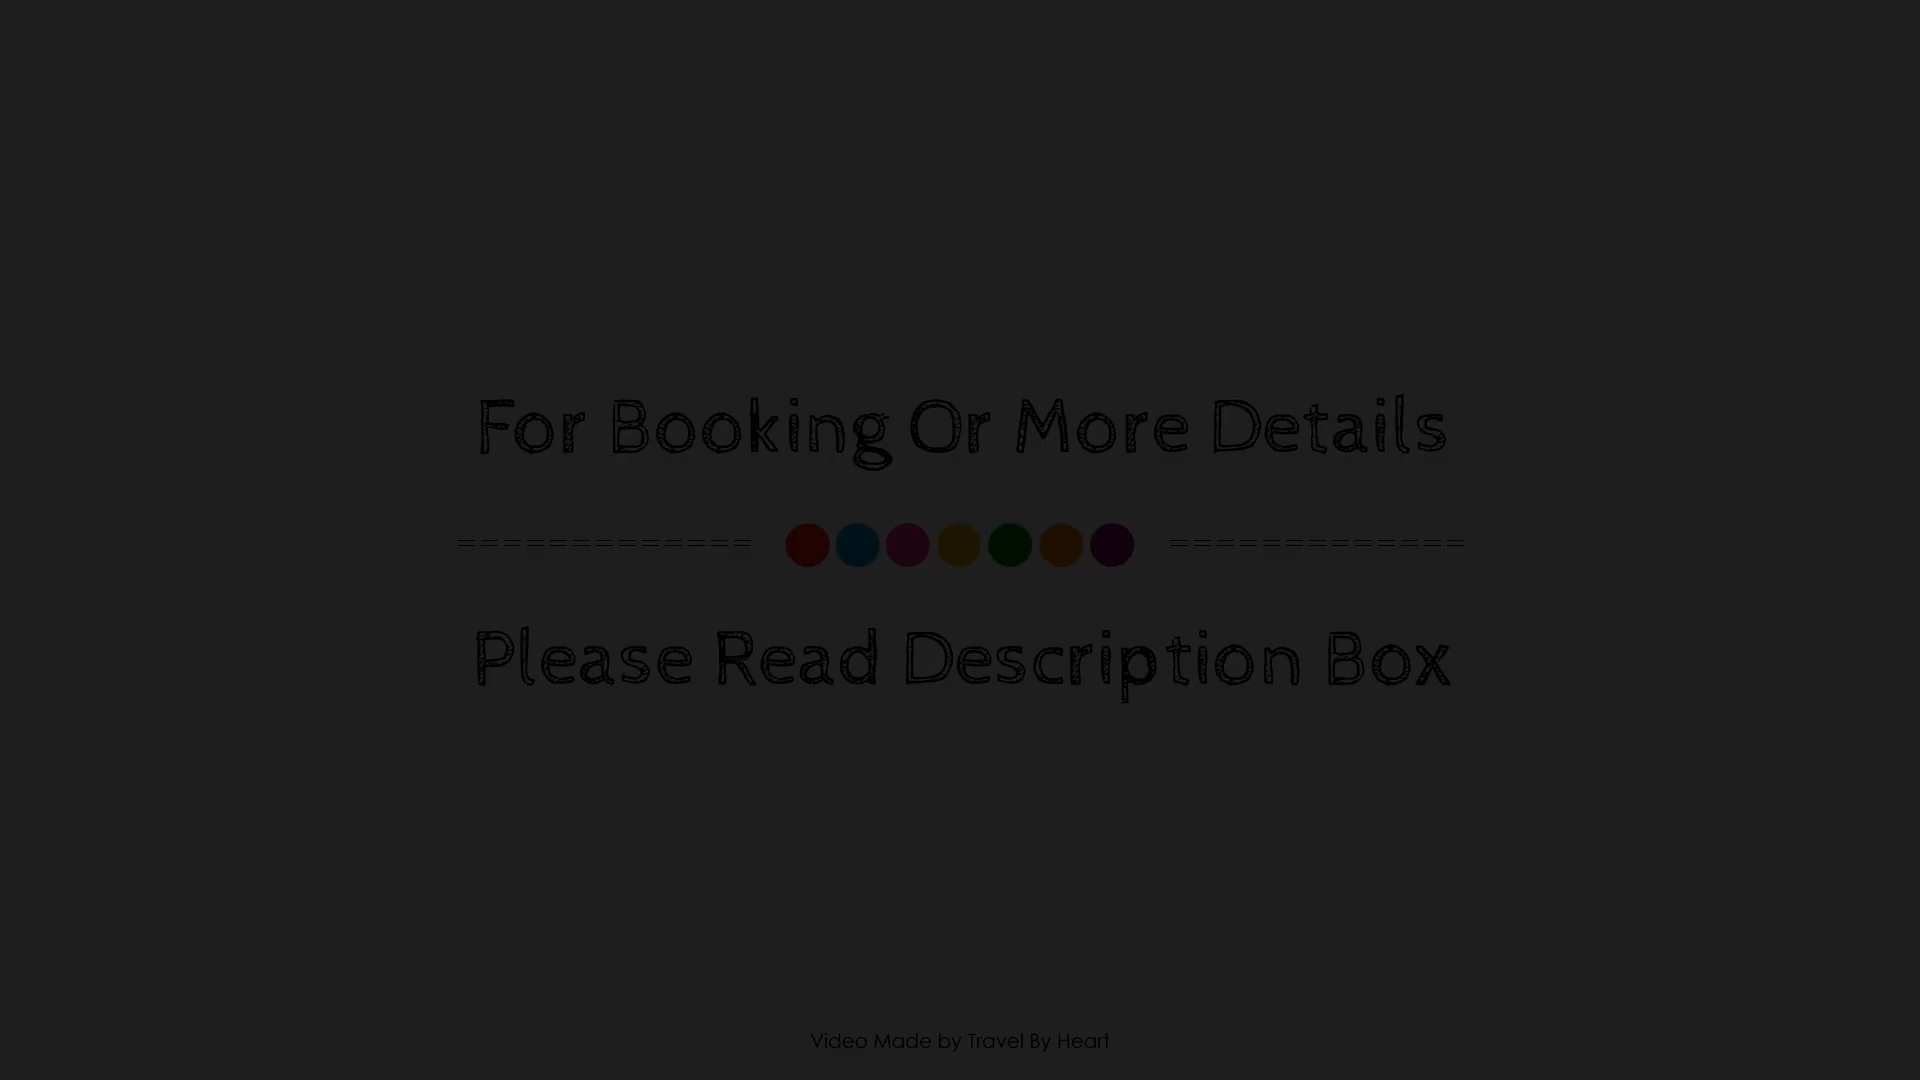 For Booking Or More Details
============= =============
Please Read Description Box
Video Made by Travel By Heart